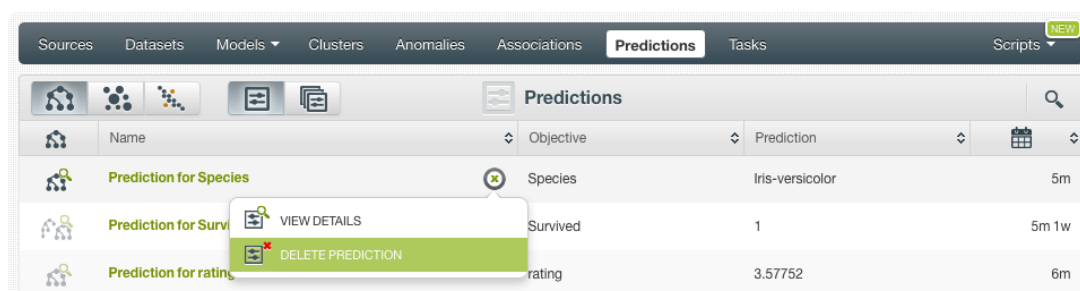 NEW
Sources Datasets Models Clusters Anomalies Associations Predictions Tasks Scripts
Predictions
Name Objective Prediction
Prediction for Species Species Iris-versicolor 5m
VIEW DETAILS
Prediction for Survi Survived 1 5m 1w
DELETE PREDICTION
Prediction for rating rating 3.57752 6m